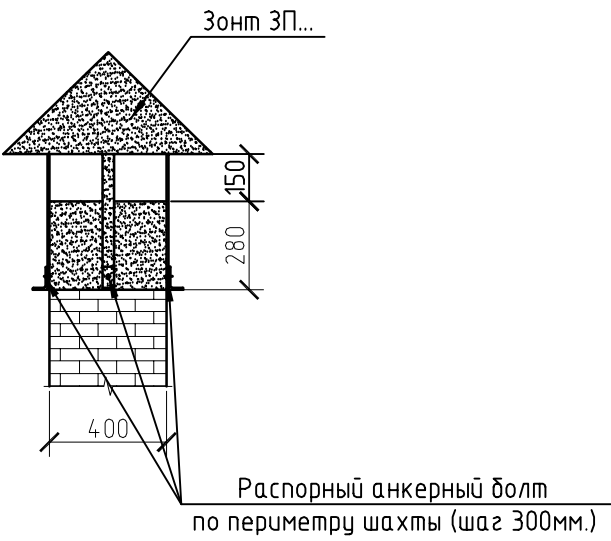 Зонт ЗП...
150
280
400
Распорный анкерный болт
по периметру шахты (шаг 300мм.)